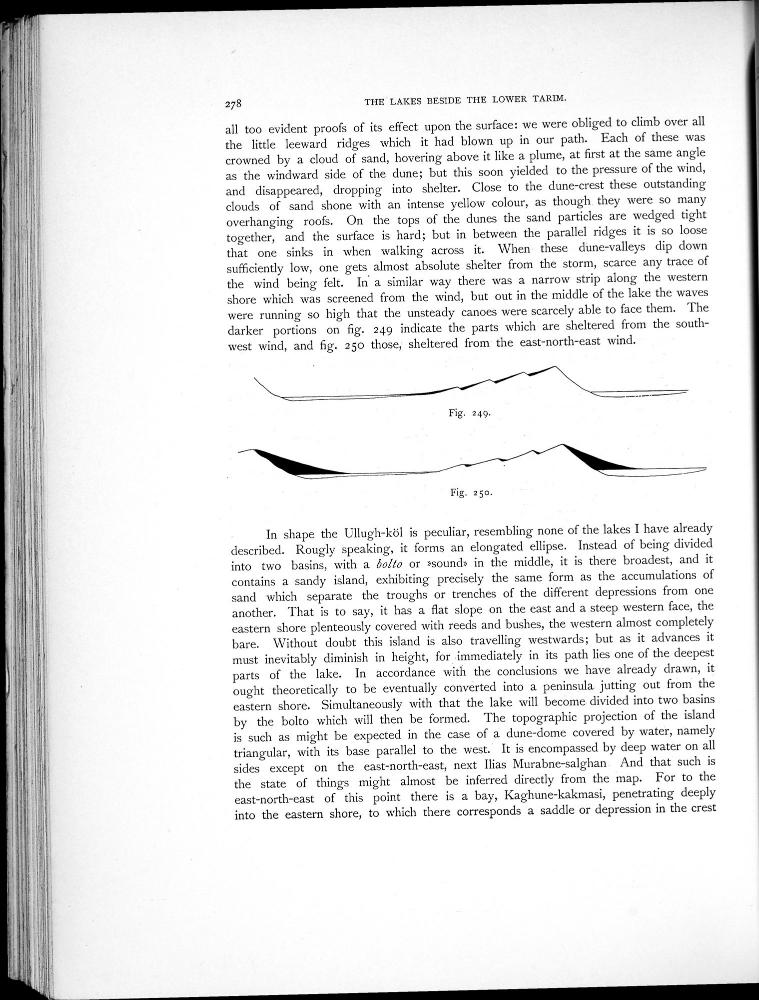 278
THE LAKES BESIDE THE LOWER TARIM.
all too evident proofs of its effect upon the surface: we were obliged to climb over all
the little leeward ridges which it had blown up in our path. Each of these was
crowned by a cloud of sand, hovering above it like a plume, at first at the same angle
as the windward side of the dune; but this soon yielded to the pressure of the wind,
and disappeared, dropping into shelter. Close to the dune-crest these outstanding
clouds of sand shone with an intense yellow colour, as though they were so many
overhanging roofs. On the tops of the dunes the sand particles are wedged tight
together, and the surface is hard; but in between the parallel ridges it is so loose
that one sinks in when walking across it. When these dune-valleys dip down
sufficiently low, one gets almost absolute shelter from the storm, scarce any trace of
the wind being felt. In a similar way there was a narrow strip along the western
shore which was screened from the wind, but out in the middle of the lake the waves
were running so high that the unsteady canoes were scarcely able to face them. The
darker portions on fig. 249 indicate the parts which are sheltered from the south-
west wind, and fig. 250 those, sheltered from the east-north-east wind.
Fig. 249.
Fig. 250.
In shape the Ullugh-köl is peculiar, resembling none of the lakes I have already
described. Rougly speaking, it forms an elongated ellipse. Instead of being divided
into two basins, with a bolto or »sound» in the middle, it is there broadest, and it
contains a sandy island, exhibiting precisely the same form as the accumulations of
sand which separate the troughs or trenches of the different depressions from one
another. That is to say, it has a flat slope on the east and a steep western face, the
eastern shore plenteously covered with reeds and bushes, the western almost completely
bare. Without doubt this island is also travelling westwards; but as it advances it
must inevitably diminish in height, for immediately in its path lies one of the deepest
parts of the lake. In accordance with the conclusions we have already drawn, it
ought theoretically to be eventually converted into a peninsula jutting out from the
eastern shore. Simultaneously with that the lake will become divided into two basins
by the bolto which will then be formed. The topographic projection of the island
is such as might be expected in the case of a dune-dome covered by water, namely
triangular, with its base parallel to the west. It is encompassed by deep water on all
sides except on the east-north-east, next Ilias Murabne-salghan And that such is
the state of things might almost be inferred directly from the map. For to the
east-north-east of this point there is a bay, Kaghune-kakmasi, penetrating deeply
into the eastern shore, to which there corresponds a saddle or depression in the crest